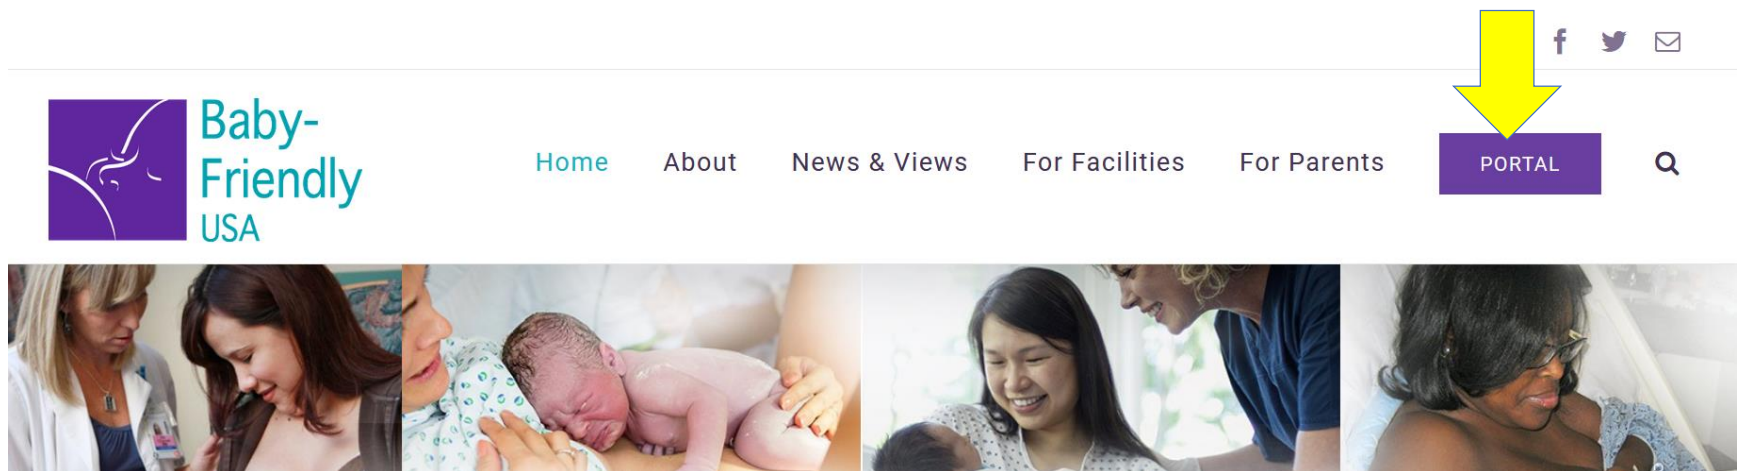 Baby-
Friendly
USA
Home About News & Views For Facilities For Parents PORTAL